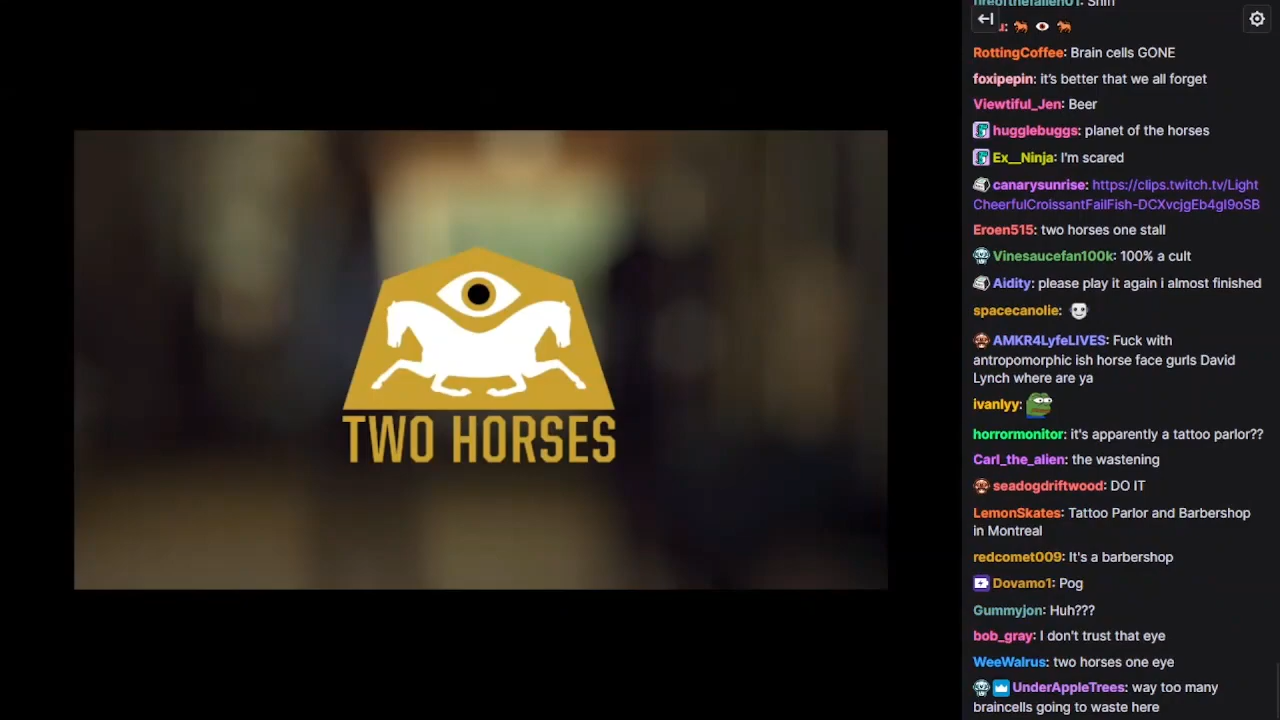 TWO HORSES
fireofthefallen01: Shiff
RottingCoffee: Brain cells GONE
foxipepin: it’s better that we all forget
Viewtiful_Jen: Beer
hugglebuggs: planet of the horses
Ex__Ninja: I'm scared
canarysunrise: https://clips.twitch.tv/Light
CheerfulCroissantFailFish-DCXvcjgEb4gI9oSB
Eroen515: two horses one stall
Vinesaucefan100k: 100% a cult
Aidity: please play it again i almost finished
spacecanolie:
AMKR4LyfeLIVES: Fuck with
antropomorphic ish horse face gurls David
Lynch where are ya
ivanlyy:
horrormonitor: it's apparently a tattoo parlor??
Carl_the_alien: the wastening
seadogdriftwood: DO IT
LemonSkates: Tattoo Parlor and Barbershop
in Montreal
redcomet009: It's a barbershop
Dovamo1: Pog
Gummyjon: Huh???
bob_gray: I don't trust that eye
WeeWalrus: two horses one eye
UnderAppleTrees: way too many
braincells going to waste here